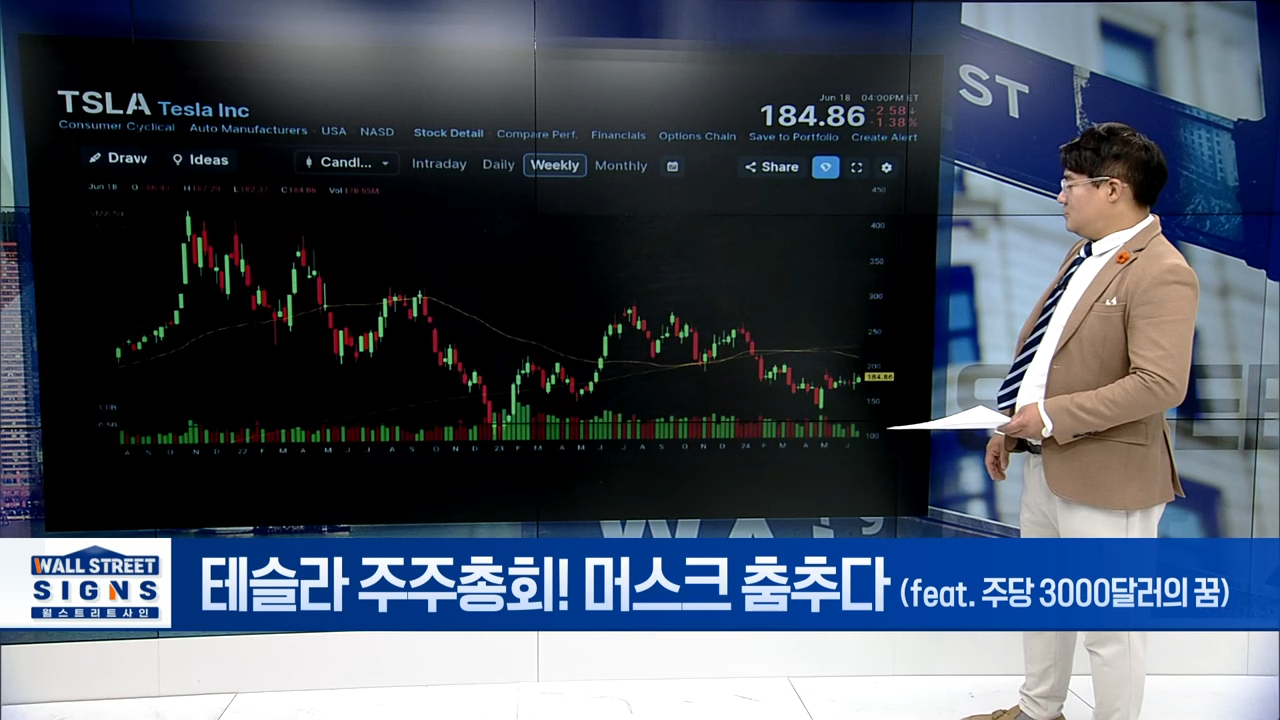 ST
TSLA Tesla Inc
Jun 18 04:00PM ET
184.86 -2.58
-1.38%
Consumer Cyclical Auto Manufacturers USA NASD Stock Detail Compare Perf. Financials Options Chain Save to Portfolio Create Alert
Draw Ideas Candl... Intraday Daily Weekly Monthly Share
Jun 18
450
400
350
300
250
200
184.86
150
100
1.0B
WALL STREET
SIGNS
월스트리트사인
테슬라 주주총회! 머스크 춤추다 (feat. 주당 3000달러의 꿈)